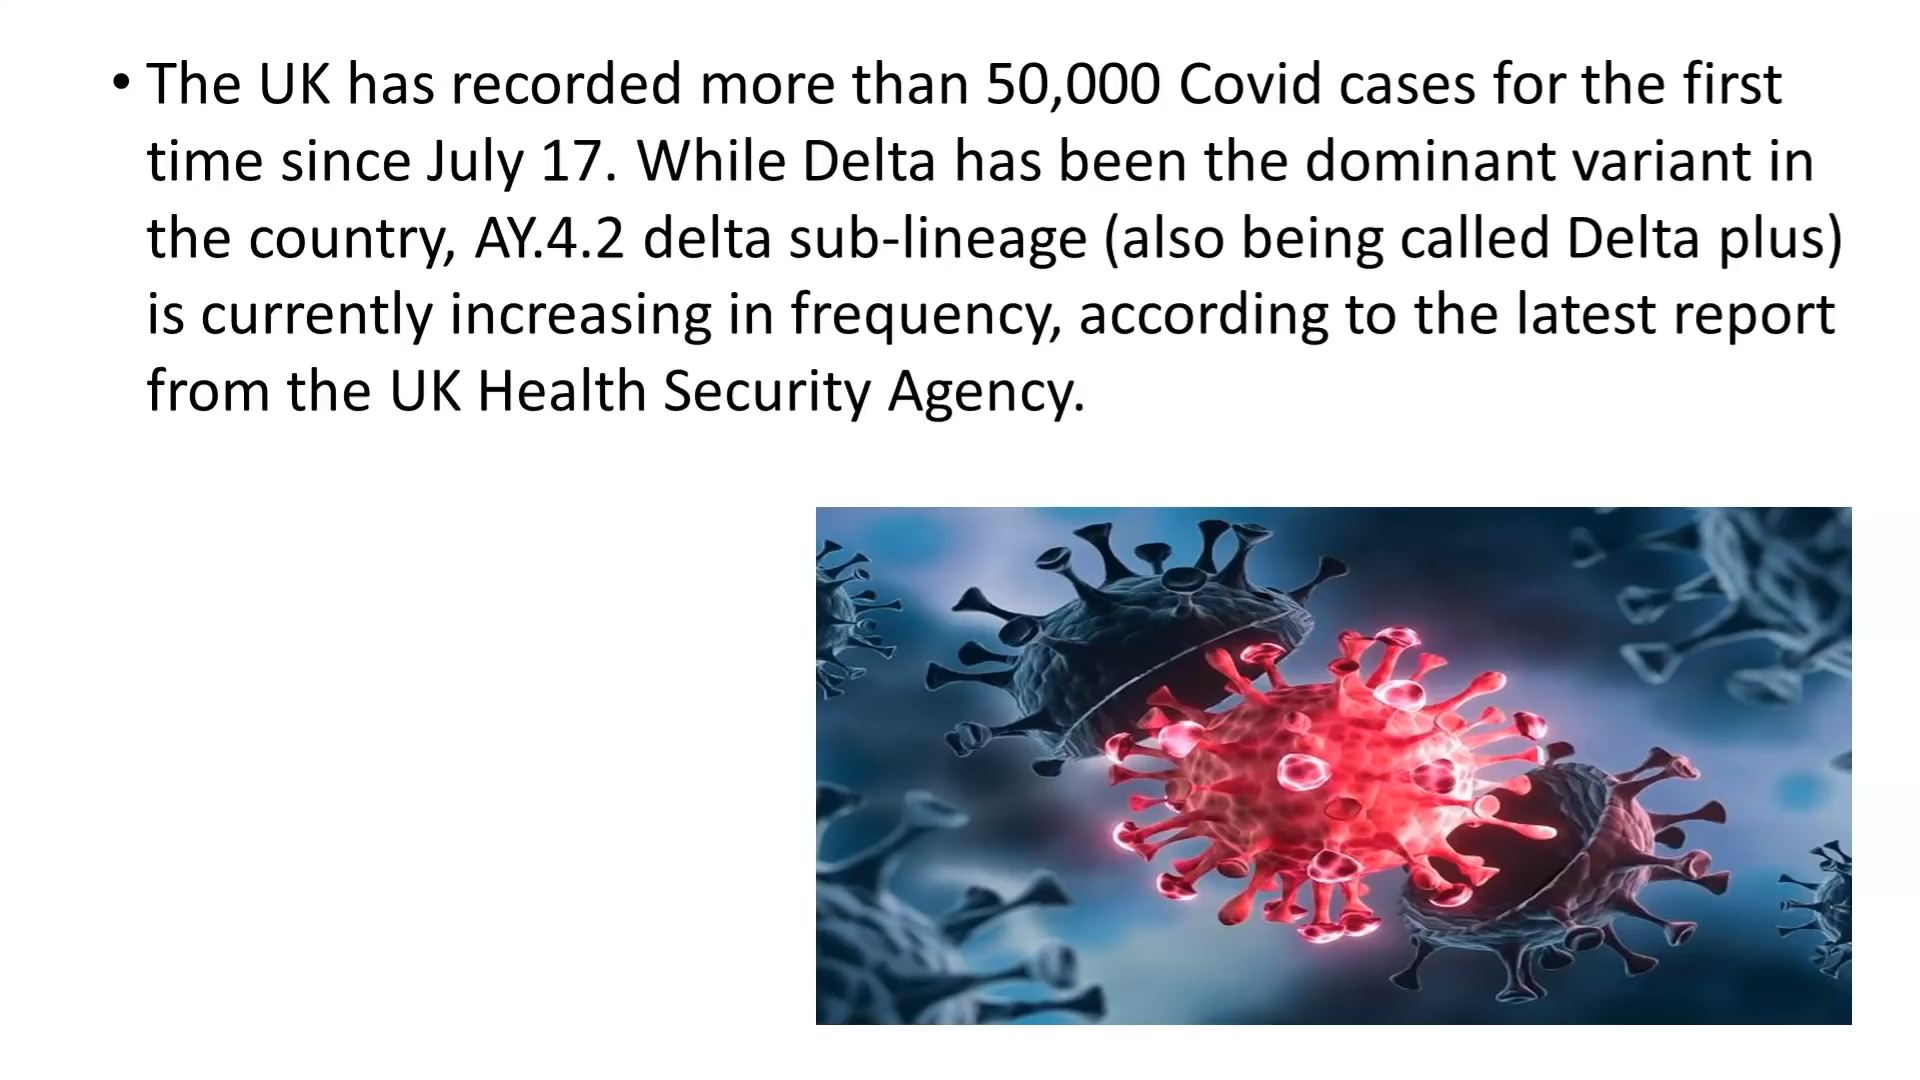 • The UK has recorded more than 50,000 Covid cases for the first
time since July 17. While Delta has been the dominant variant in
the country, AY.4.2 delta sub-lineage (also being called Delta plus)
is currently increasing in frequency, according to the latest report
from the UK Health Security Agency.